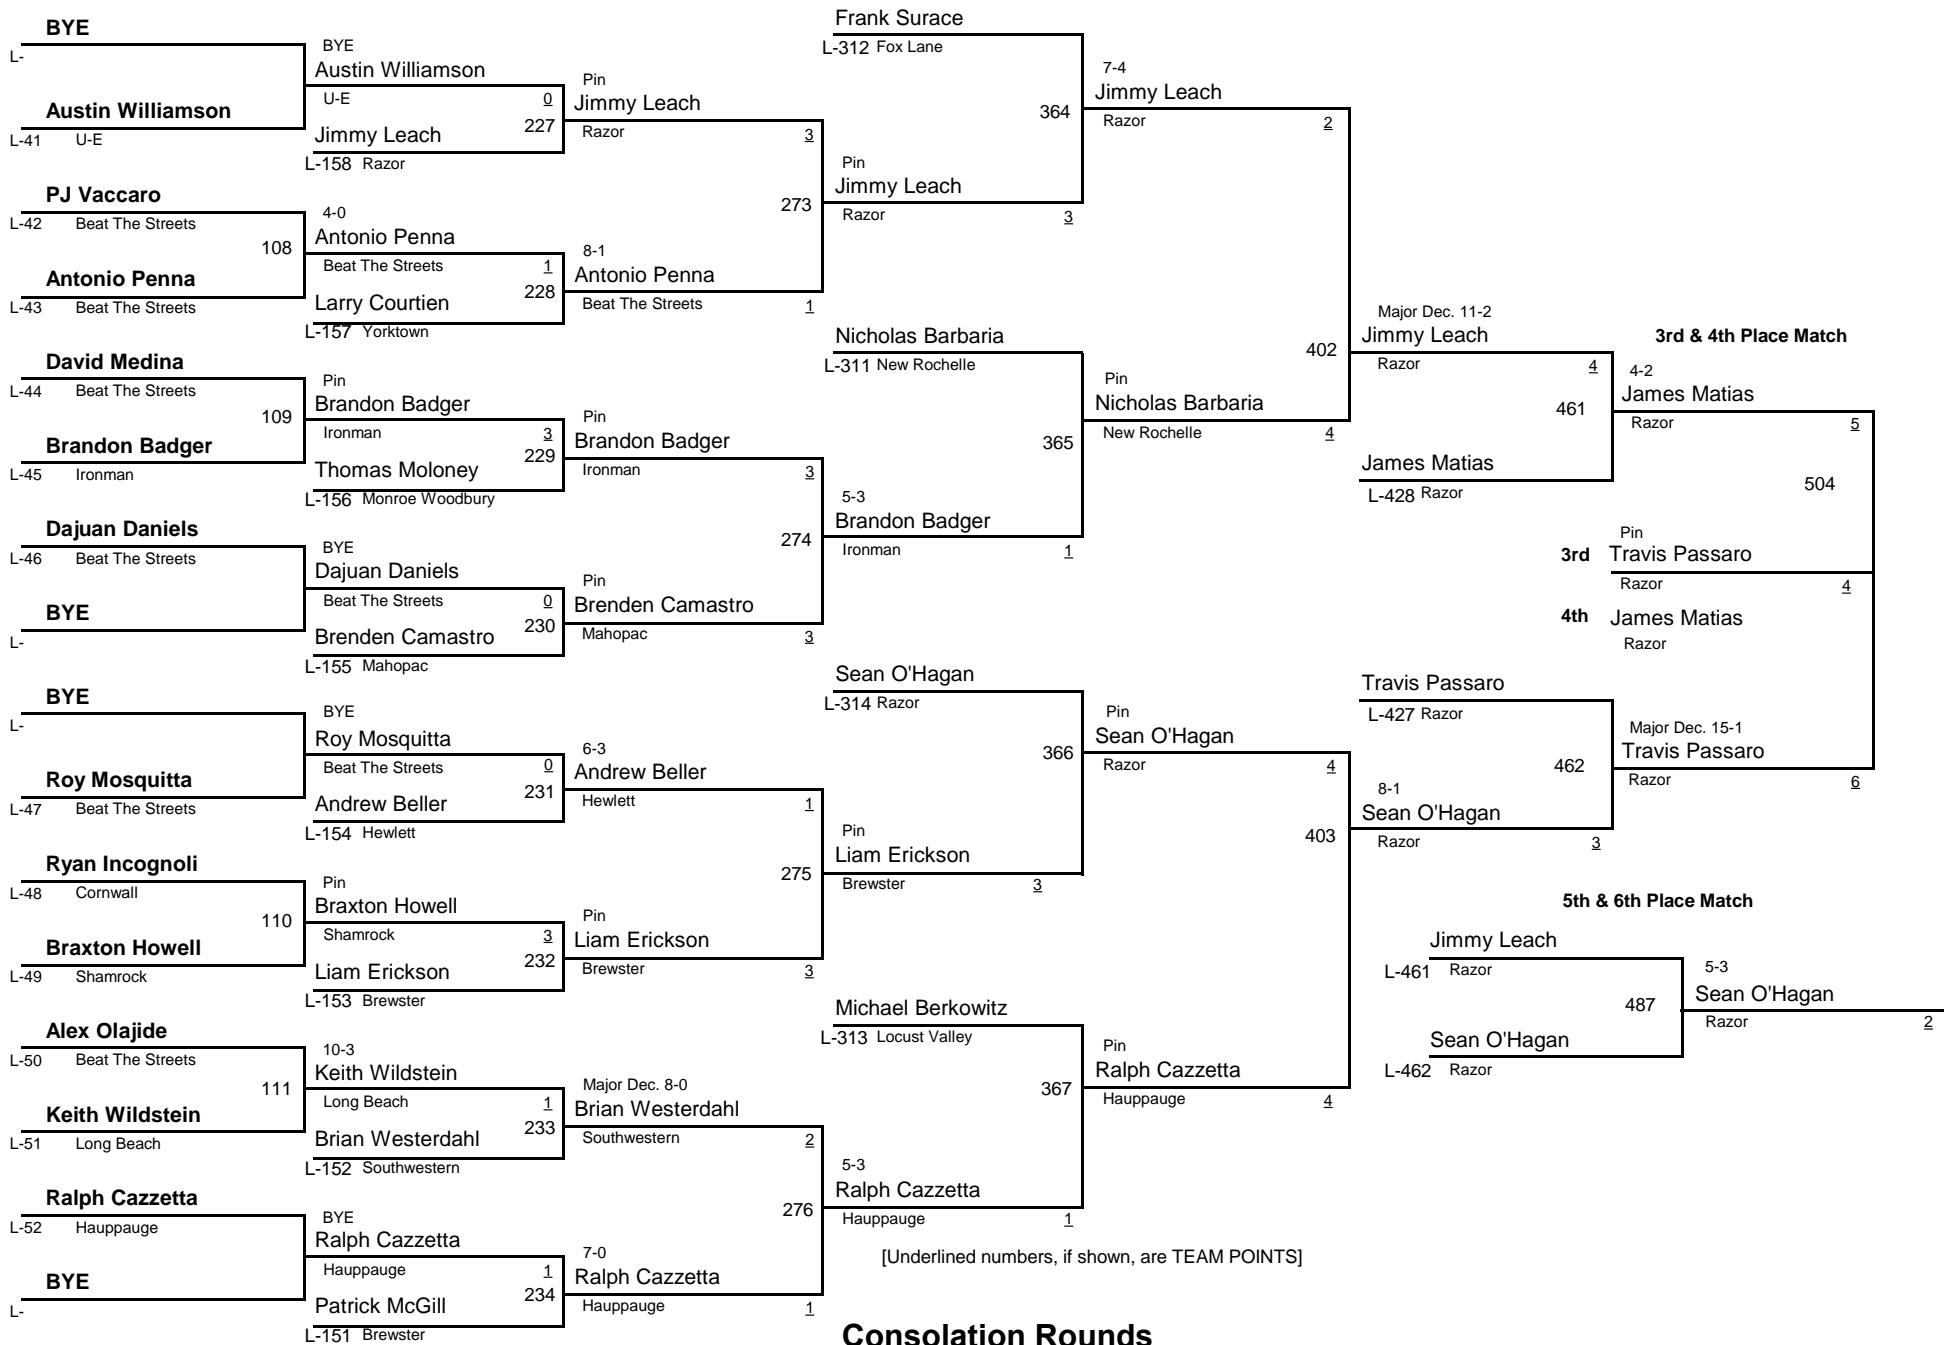 BYE
L-
Austin Williamson
L-41 U-E
PJ Vaccaro
L-42 Beat The Streets
108
Antonio Penna
L-43 Beat The Streets
David Medina
L-44 Beat The Streets
109
Brandon Badger
L-45 Ironman
Dajuan Daniels
L-46 Beat The Streets
BYE
L-
BYE
L-
Roy Mosquitta
L-47 Beat The Streets
Ryan Incognoli
L-48 Cornwall
110
Braxton Howell
L-49 Shamrock
Alex Olajide
L-50 Beat The Streets
111
Keith Wildstein
L-51 Long Beach
Ralph Cazzetta
L-52 Hauppauge
BYE
L-
BYE
Austin Williamson
U-E 0
227
Jimmy Leach
L-158 Razor
4-0
Antonio Penna
Beat The Streets 1
228
Larry Courtien
L-157 Yorktown
Pin
Brandon Badger
Ironman 3
229
Thomas Moloney
L-156 Monroe Woodbury
BYE
Dajuan Daniels
Beat The Streets 0
230
Brenden Camastro
L-155 Mahopac
BYE
Roy Mosquitta
Beat The Streets 0
231
Andrew Beller
L-154 Hewlett
Pin
Braxton Howell
Shamrock 3
232
Liam Erickson
L-153 Brewster
10-3
Keith Wildstein
Long Beach 1
233
Brian Westerdahl
L-152 Southwestern
BYE
Ralph Cazzetta
Hauppauge 1
234
Patrick McGill
L-151 Brewster
Pin
Jimmy Leach
Razor 3
273
8-1
Antonio Penna
Beat The Streets 1
Pin
Brandon Badger
Ironman 3
274
Pin
Brenden Camastro
Mahopac 3
6-3
Andrew Beller
Hewlett 1
275
Pin
Liam Erickson
Brewster 3
Major Dec. 8-0
Brian Westerdahl
Southwestern 2
276
7-0
Ralph Cazzetta
Hauppauge 1
Frank Surace
L-312 Fox Lane
364
Pin
Jimmy Leach
Razor 3
Nicholas Barbaria
L-311 New Rochelle
365
5-3
Brandon Badger
Ironman 1
Sean O'Hagan
L-314 Razor
366
Pin
Liam Erickson
Brewster 3
Michael Berkowitz
L-313 Locust Valley
367
5-3
Ralph Cazzetta
Hauppauge 1
7-4
Jimmy Leach
Razor 2
402
Pin
Nicholas Barbaria
New Rochelle 4
Pin
Sean O'Hagan
Razor 4
403
Pin
Ralph Cazzetta
Hauppauge 4
Major Dec. 11-2
Jimmy Leach
Razor 4
461
James Matias
L-428 Razor
Travis Passaro
L-427 Razor
462
8-1
Sean O'Hagan
Razor 3
3rd & 4th Place Match
4-2
James Matias
Razor 5
504
Pin
3rd Travis Passaro
Razor 4
4th James Matias
Razor
Major Dec. 15-1
Travis Passaro
Razor 6
5th & 6th Place Match
Jimmy Leach
L-461 Razor
487
Sean O'Hagan
L-462 Razor
5-3
Sean O'Hagan
Razor 2
[Underlined numbers, if shown, are TEAM POINTS]
Consolation Rounds